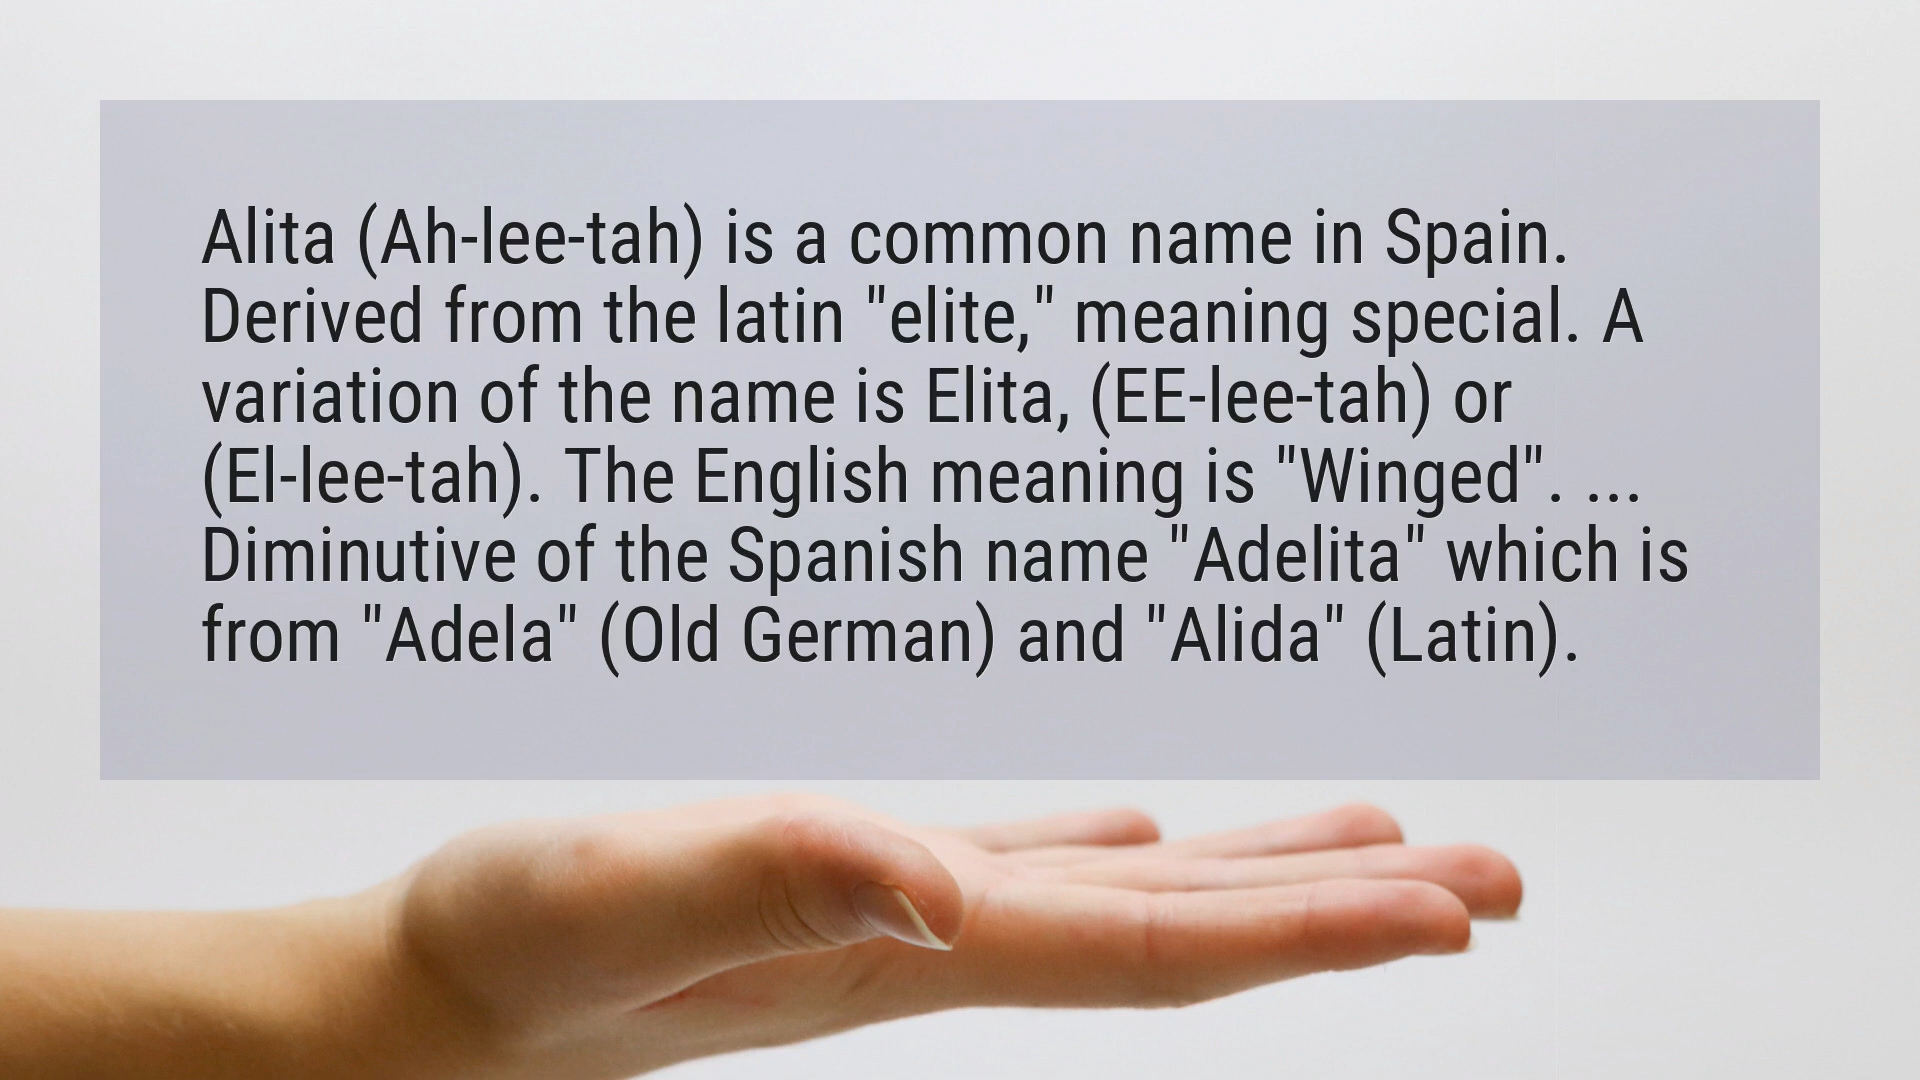 Alita (Ah-lee-tah) is a common name in Spain.
Derived from the latin "elite," meaning special. A
variation of the name is Elita, (EE-lee-tah) or
(El-lee-tah). The English meaning is "Winged". ...
Diminutive of the Spanish name "Adelita" which is
from "Adela" (Old German) and "Alida" (Latin).